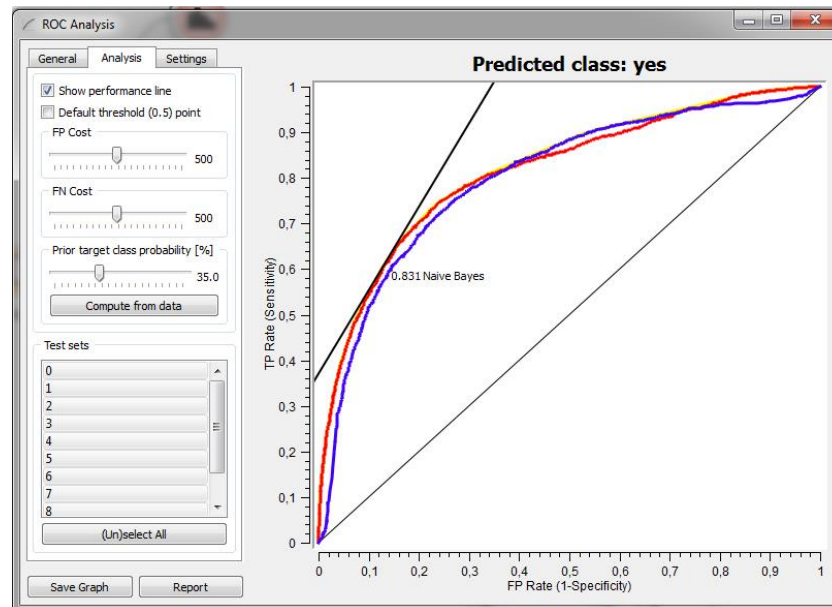 ROC Analysis
General Analysis Settings
Show performance line
Default threshold (0.5) point
FP Cost
500
FN Cost
500
Prior target class probability [%]
35.0
Compute from data
Test sets
0
1
2
3
4
5
6
7
8
(Un)select All
Save Graph Report
Predicted class: yes
TP Rate (Sensitivity)
1
0,9
0,8
0,7
0,6
0,5
0,4
0,3
0,2
0,1
0
0.831 Naive Bayes
0 0,1 0,2 0,3 0,4 0,5 0,6 0,7 0,8 0,9 1
FP Rate (1-Specificity)